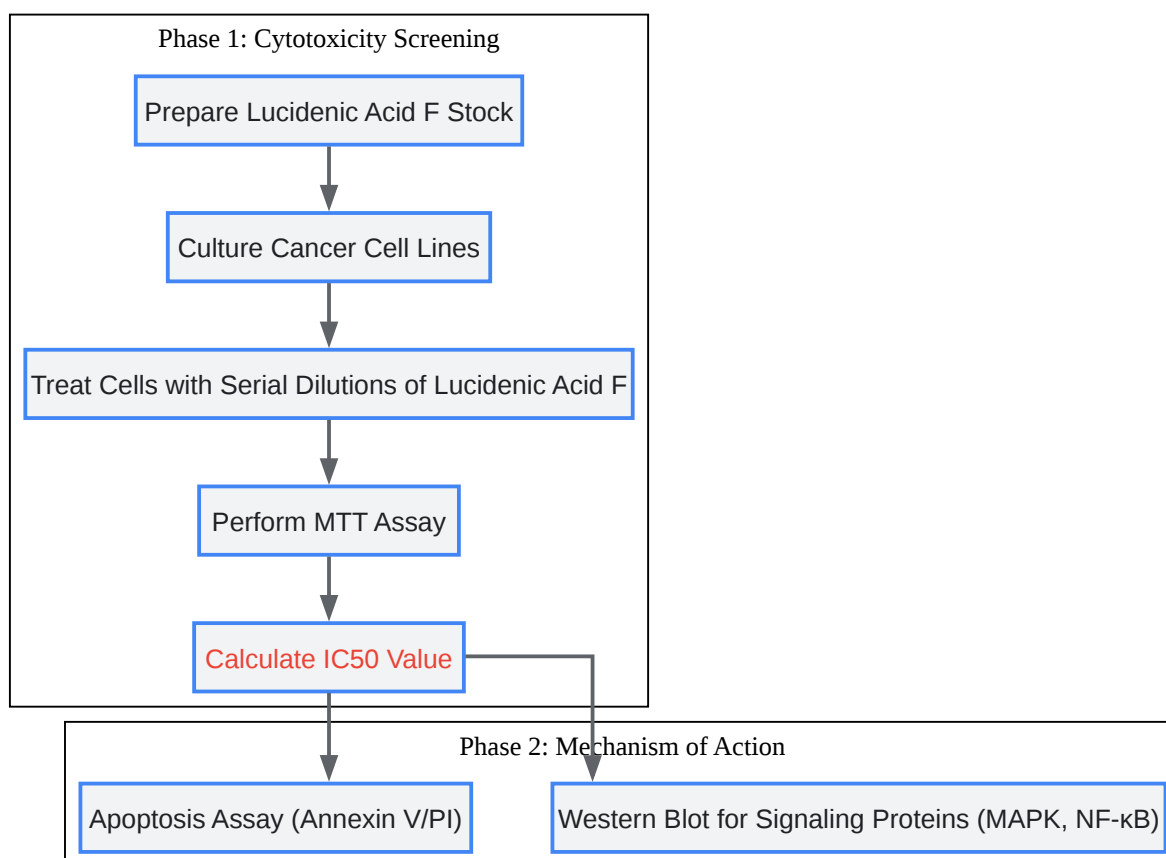 Phase 1: Cytotoxicity Screening
Prepare Lucidenic Acid F Stock
Culture Cancer Cell Lines
Treat Cells with Serial Dilutions of Lucidenic Acid F
Perform MTT Assay
Calculate IC50 Value
Phase 2: Mechanism of Action
Apoptosis Assay (Annexin V/PI)
Western Blot for Signaling Proteins (MAPK, NF-κB)